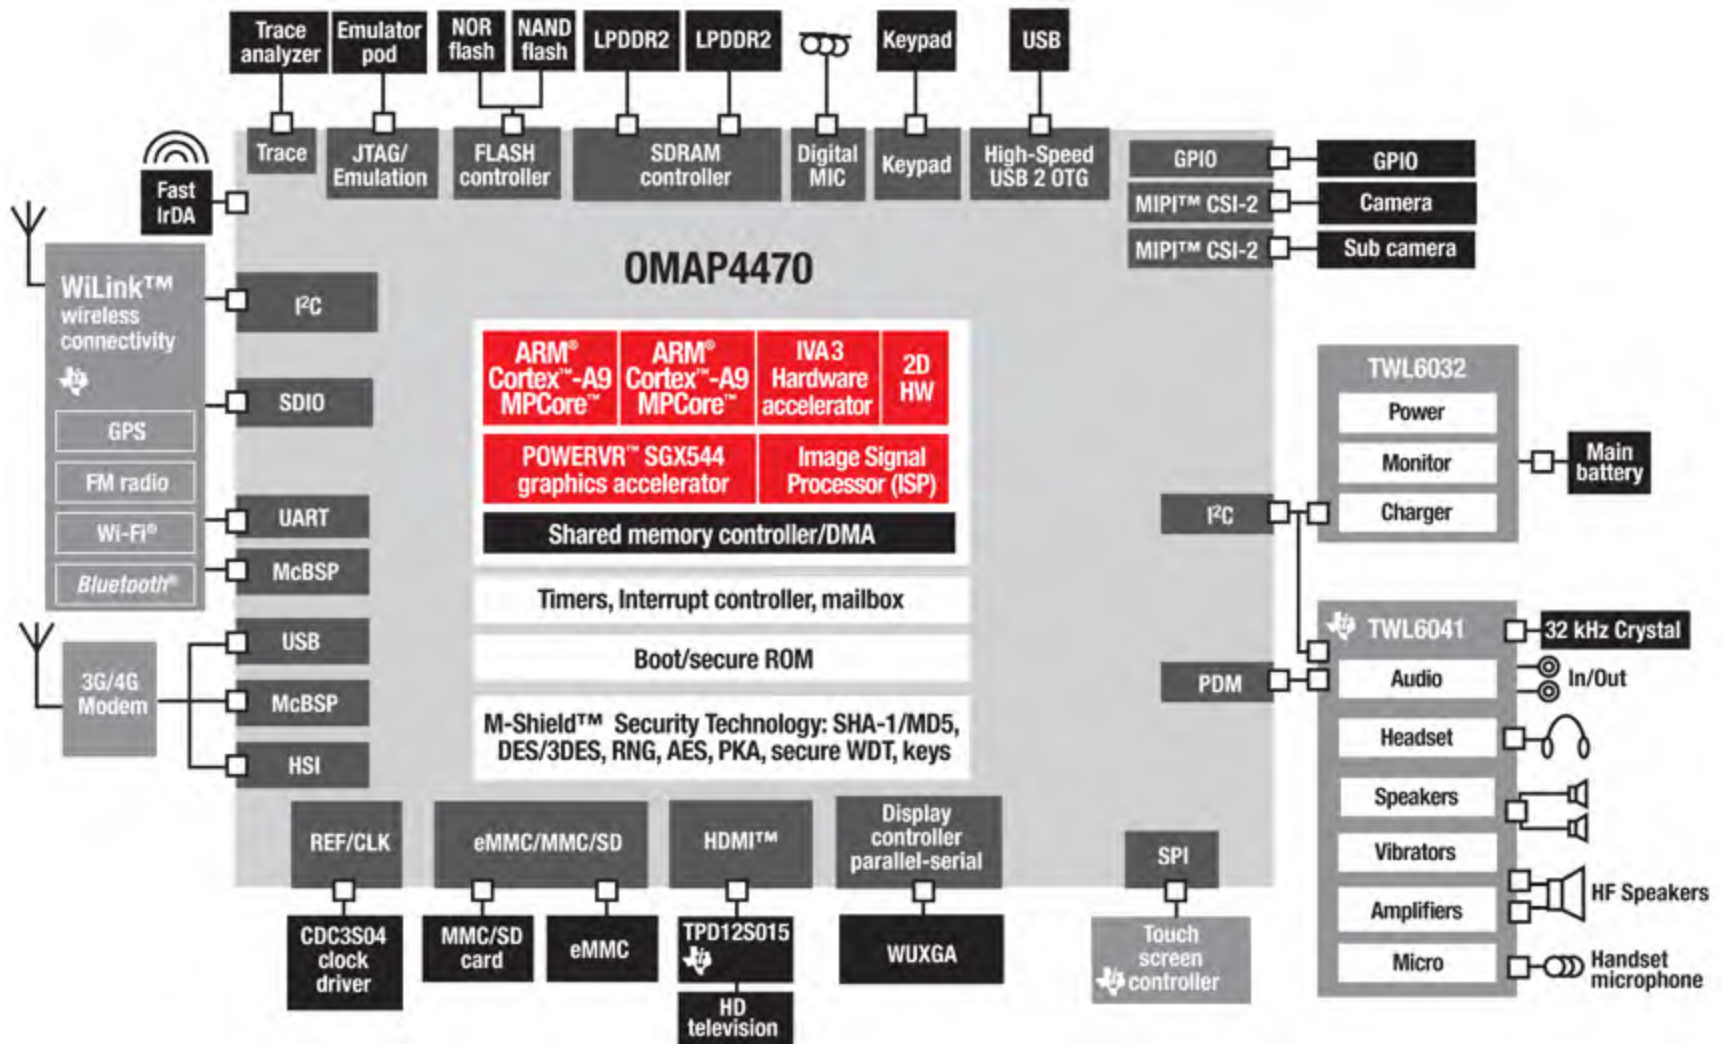 Trace
analyzer
Emulator
pod
NOR
flash
NAND
flash
LPDDR2
LPDDR2
Keypad
USB
Trace
JTAG/
Emulation
FLASH
controller
SDRAM
controller
Digital
MIC
Keypad
High-Speed
USB 2 OTG
GPIO
GPIO
MIPI™ CSI-2
Camera
MIPI™ CSI-2
Sub camera
Fast
IrDA
OMAP4470
WiLink™
wireless
connectivity
GPS
FM radio
Wi-Fi®
Bluetooth®
I²C
SDIO
UART
McBSP
3G/4G
Modem
USB
McBSP
HSI
ARM®
Cortex™-A9
MPCore™
ARM®
Cortex™-A9
MPCore™
IVA 3
Hardware
accelerator
2D
HW
POWERVR™ SGX544
graphics accelerator
Image Signal
Processor (ISP)
Shared memory controller/DMA
Timers, Interrupt controller, mailbox
Boot/secure ROM
M-Shield™ Security Technology: SHA-1/MD5,
DES/3DES, RNG, AES, PKA, secure WDT, keys
I²C
PDM
TWL6032
Power
Monitor
Charger
Main
battery
TWL6041
32 kHz Crystal
Audio
In/Out
Headset
Speakers
Vibrators
Amplifiers
HF Speakers
Micro
Handset
microphone
REF/CLK
eMMC/MMC/SD
HDMI™
Display
controller
parallel-serial
SPI
CDC3S04
clock
driver
MMC/SD
card
eMMC
TPD12S015
HD
television
WUXGA
Touch
screen
controller